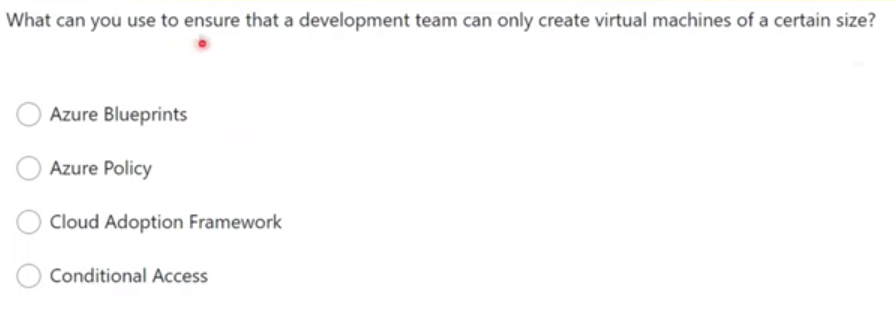 What can you use to ensure that a development team can only create virtual machines of a certain size?
Azure Blueprints
Azure Policy
Cloud Adoption Framework
Conditional Access